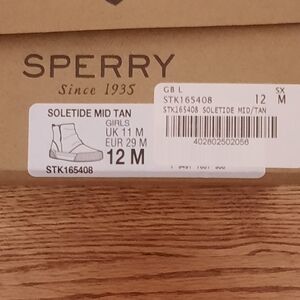 SPERRY
Since 1935
SOLETIDE MID TAN
GIRLS
UK 11 M
EUR 29 M
12 M
STK165408
GB L SX
STK165408 12 M
STK165408 SOLETIDE MID/TAN
402802502056